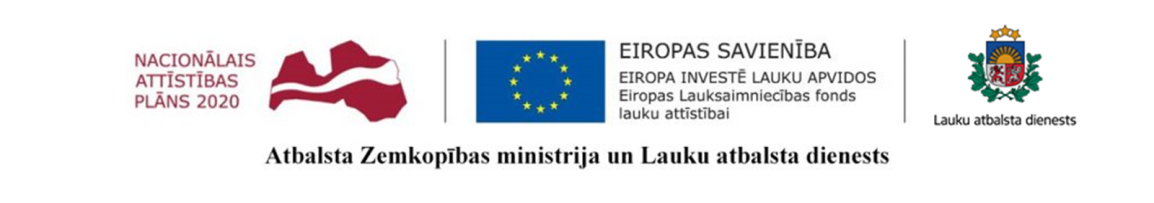 NACIONĀLAIS
ATTĪSTĪBAS
PLĀNS 2020
EIROPAS SAVIENĪBA
EIROPA INVESTĒ LAUKU APVIDOS
Eiropas Lauksaimniecības fonds
lauku attīstībai
Lauku atbalsta dienests
Atbalsta Zemkopības ministrija un Lauku atbalsta dienests